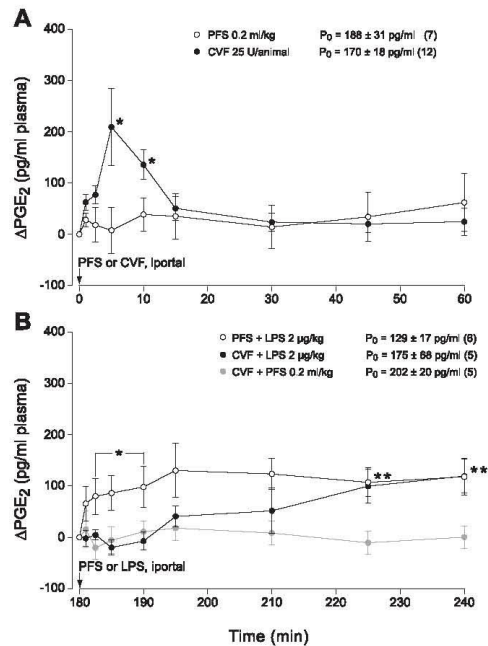 A
PFS 0.2 ml/kg P₀ = 188 ± 31 pg/ml (7)
CVF 25 U/animal P₀ = 170 ± 18 pg/ml (12)
400
300
200
100
0
-100
ΔPGE₂ (pg/ml plasma)
*
*
PFS or CVF, iportal
0 10 20 30 40 50 60
B
PFS + LPS 2 µg/kg P₀ = 129 ± 17 pg/ml (6)
CVF + LPS 2 µg/kg P₀ = 175 ± 68 pg/ml (5)
CVF + PFS 0.2 ml/kg P₀ = 202 ± 20 pg/ml (5)
400
300
200
100
0
-100
ΔPGE₂ (pg/ml plasma)
*
**
**
PFS or LPS, iportal
180 190 200 210 220 230 240
Time (min)